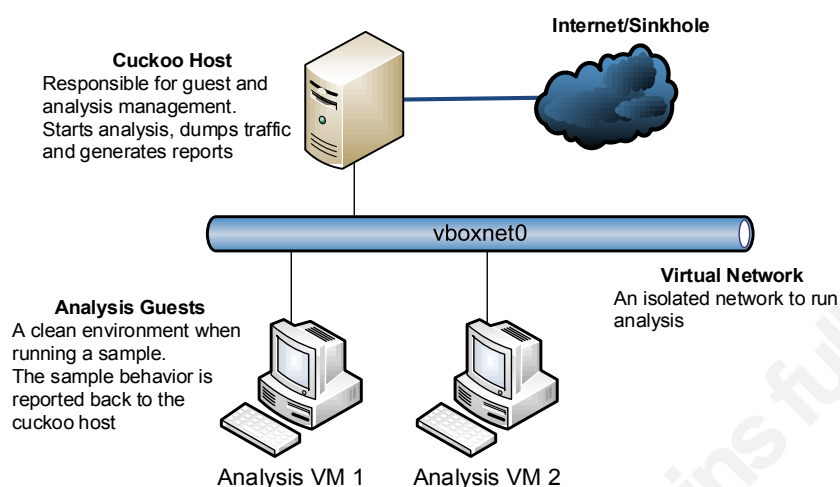 Internet/Sinkhole
Cuckoo Host
Responsible for guest and
analysis management.
Starts analysis, dumps traffic
and generates reports
vboxnet0
Virtual Network
An isolated network to run
analysis
Analysis Guests
A clean environment when
running a sample.
The sample behavior is
reported back to the
cuckoo host
Analysis VM 1
Analysis VM 2